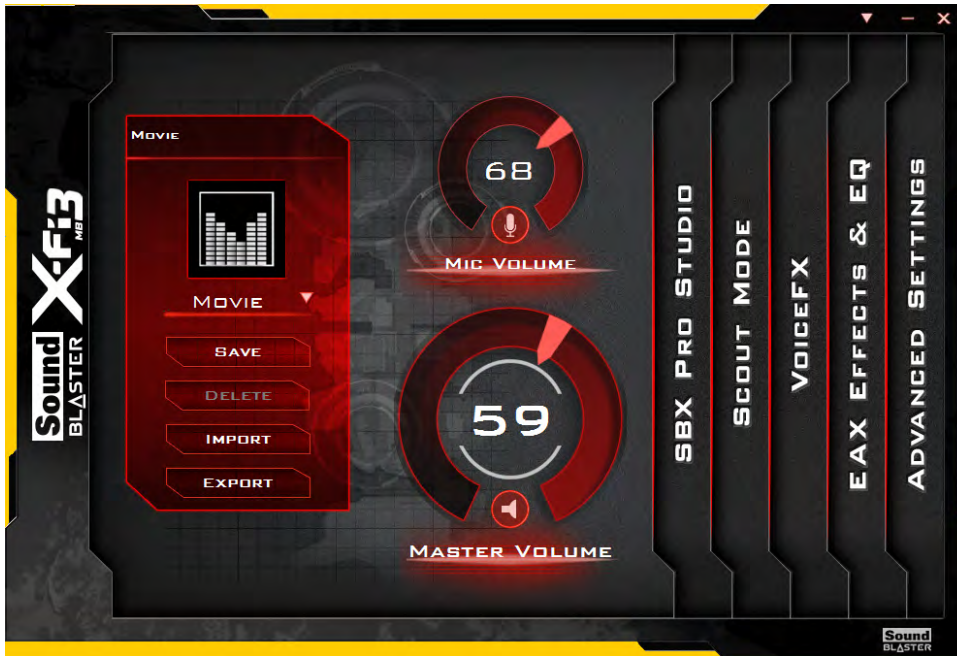 Sound
BLASTER
X-Fi3
MB
Movie
Movie
Save
Delete
Import
Export
68
Mic Volume
59
Master Volume
SBX Pro Studio
Scout Mode
VoiceFX
EAX Effects & EQ
Advanced Settings
Sound
BLASTER